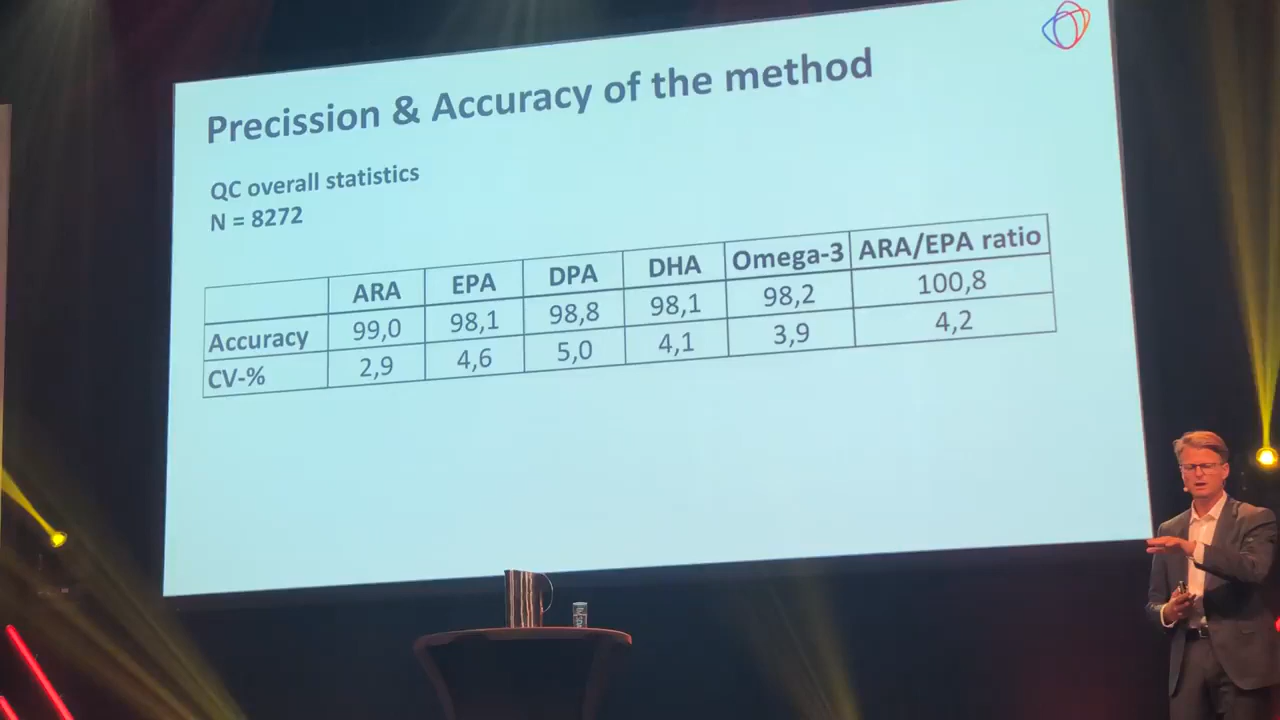 Precission & Accuracy of the method
QC overall statistics
N = 8272
ARA EPA DPA DHA Omega-3 ARA/EPA ratio
Accuracy 99,0 98,1 98,8 98,1 98,2 100,8
CV-% 2,9 4,6 5,0 4,1 3,9 4,2